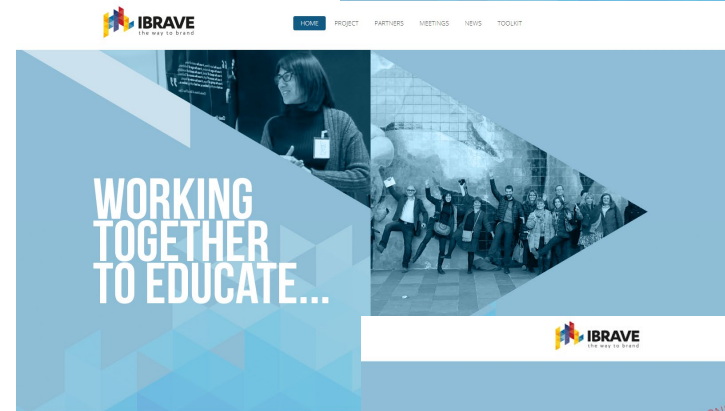 IBRAVE
the way to brand
HOME PROJECT PARTNERS MEETINGS NEWS TOOLKIT
WORKING
TOGETHER
TO EDUCATE...
IBRAVE
the way to brand